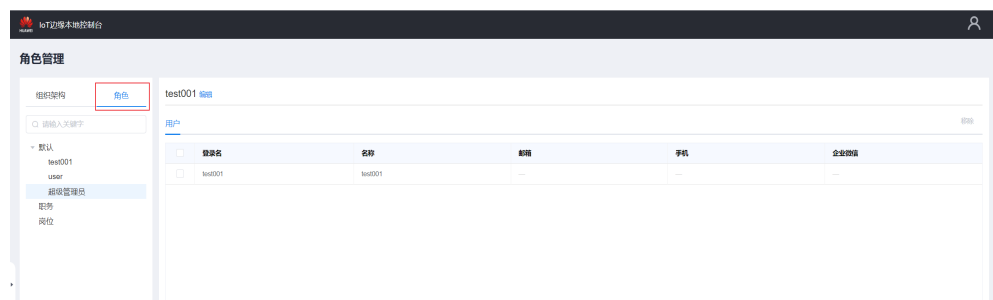 HUAWEI IoT边缘本地控制台
角色管理
组织架构 角色
请输入关键字
默认
test001
user
超级管理员
职务
岗位
test001 编辑
用户
移除
登录名 名称 邮箱 手机 企业微信
test001 test001 — — —